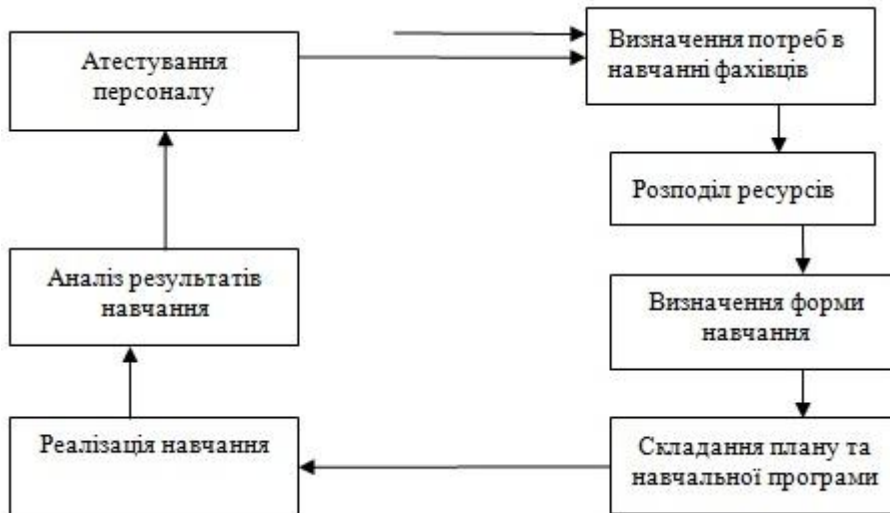 Атестування
персоналу
Визначення потреб в
навчанні фахівців
Розподіл ресурсів
Аналіз результатів
навчання
Визначення форми
навчання
Реалізація навчання
Складання плану та
навчальної програми